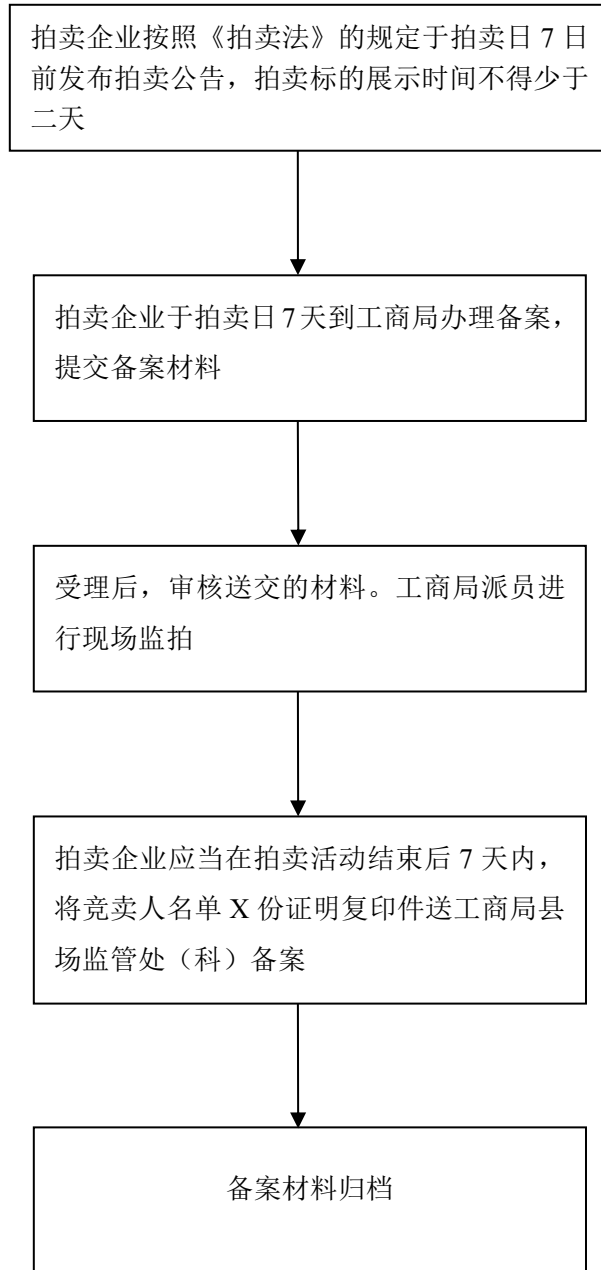 拍卖企业按照《拍卖法》的规定于拍卖日 7 日
前发布拍卖公告，拍卖标的展示时间不得少于
二天
拍卖企业于拍卖日 7 天到工商局办理备案，
提交备案材料
受理后，审核送交的材料。工商局派员进
行现场监拍
拍卖企业应当在拍卖活动结束后 7 天内，
将竞卖人名单 X 份证明复印件送工商局县
场监管处（科）备案
备案材料归档